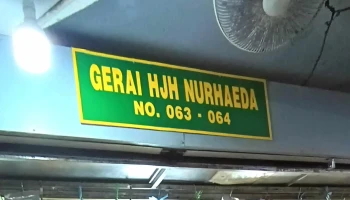 GERAI HJH NURHAEDA
NO. 063 - 064